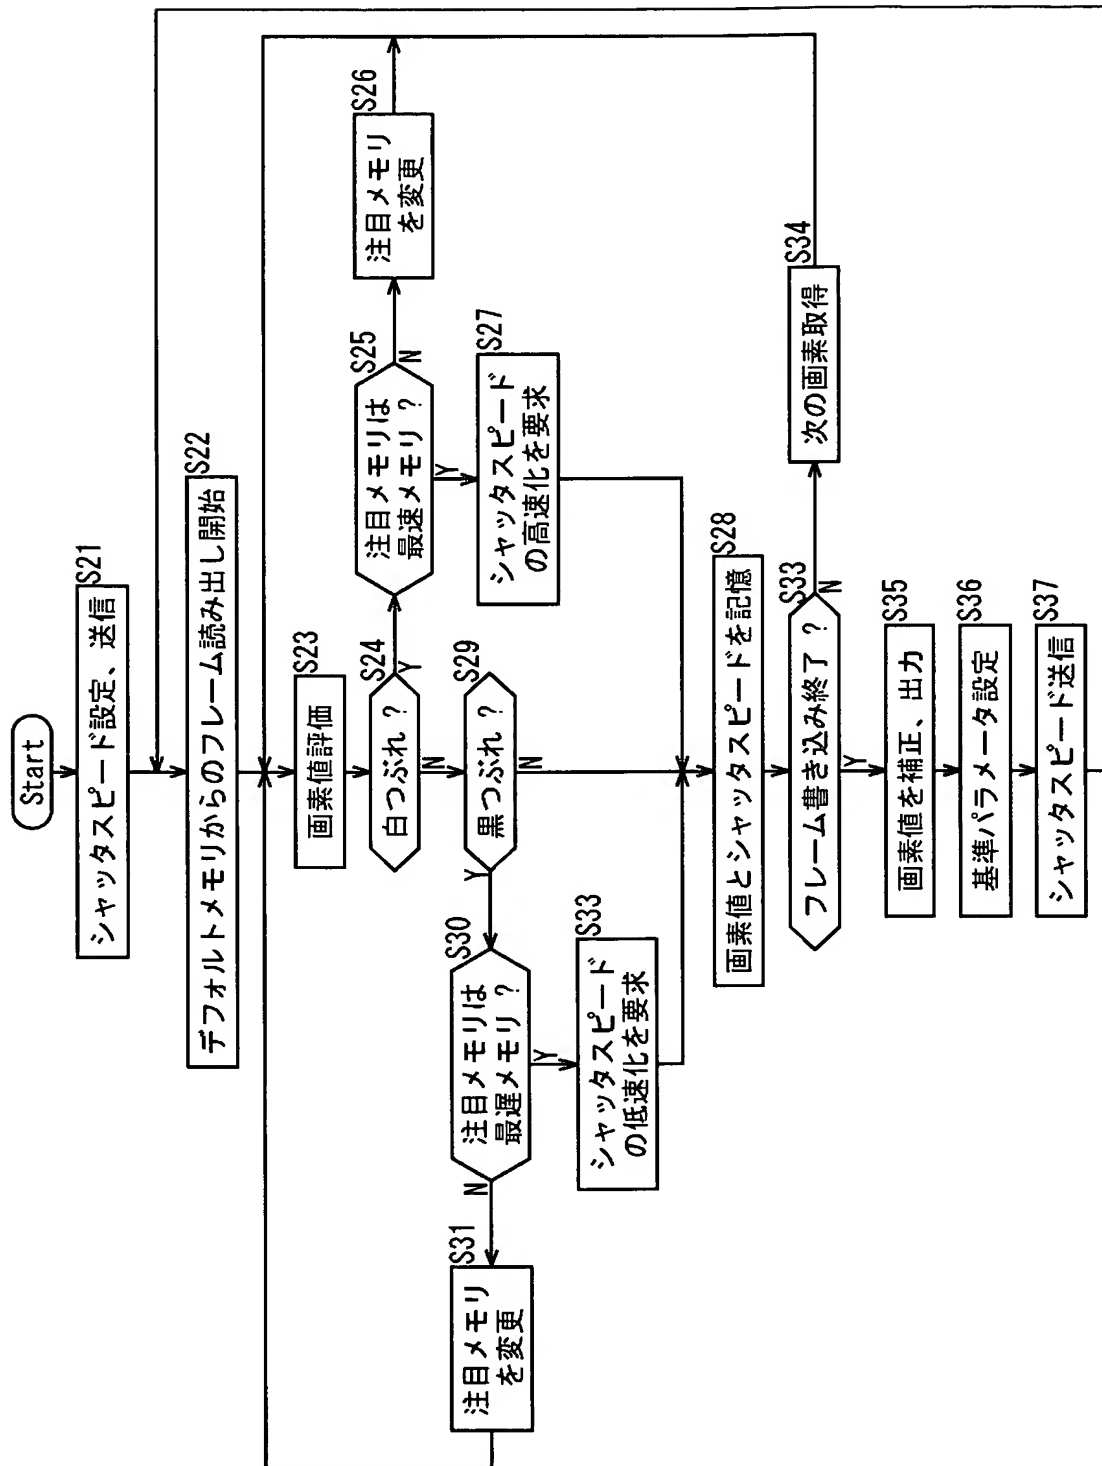 Start
S21
シャッタスピード設定、送信
S22
デフォルトメモリからのフレーム読み出し開始
S23
画素値評価
S24
白つぶれ?
Y
N
S25
注目メモリは
最速メモリ?
N
Y
S26
注目メモリ
を変更
S27
シャッタスピード
の高速化を要求
S29
黒つぶれ?
Y
N
S30
注目メモリは
最遅メモリ?
N
Y
S31
注目メモリ
を変更
S33
シャッタスピード
の低速化を要求
S28
画素値とシャッタスピードを記憶
S33
フレーム書き込み終了?
N
Y
S34
次の画素取得
S35
画素値を補正、出力
S36
基準パラメータ設定
S37
シャッタスピード送信